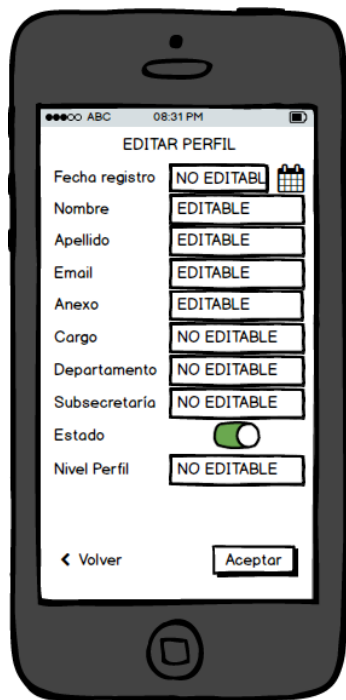 ABC 08:31 PM
EDITAR PERFIL
Fecha registro NO EDITABL
Nombre EDITABLE
Apellido EDITABLE
Email EDITABLE
Anexo EDITABLE
Cargo NO EDITABLE
Departamento NO EDITABLE
Subsecretaría NO EDITABLE
Estado
Nivel Perfil NO EDITABLE
Volver Aceptar